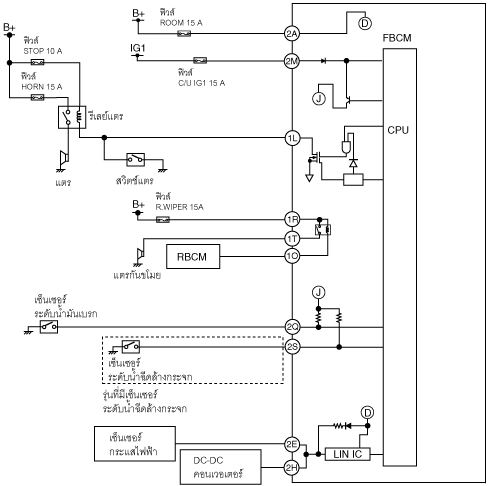 B+
ฟิวส์
ROOM 15 A
2A
D
B+
ฟิวส์
STOP 10 A
IG1
2M
FBCM
ฟิวส์
C/U IG1 15 A
ฟิวส์
HORN 15 A
J
รีเลย์แตร
CPU
1L
แตร
สวิตช์แตร
B+
ฟิวส์
R.WIPER 15 A
1R
1T
RBCM
1O
แตรกันขโมย
เซ็นเซอร์
ระดับน้ำมันเบรก
J
2Q
2S
เซ็นเซอร์
ระดับน้ำฉีดล้างกระจก
รุ่นที่มีเซ็นเซอร์
ระดับน้ำฉีดล้างกระจก
D
เซ็นเซอร์
กระแสไฟฟ้า
2E
LIN IC
DC-DC
คอนเวอเตอร์
2H